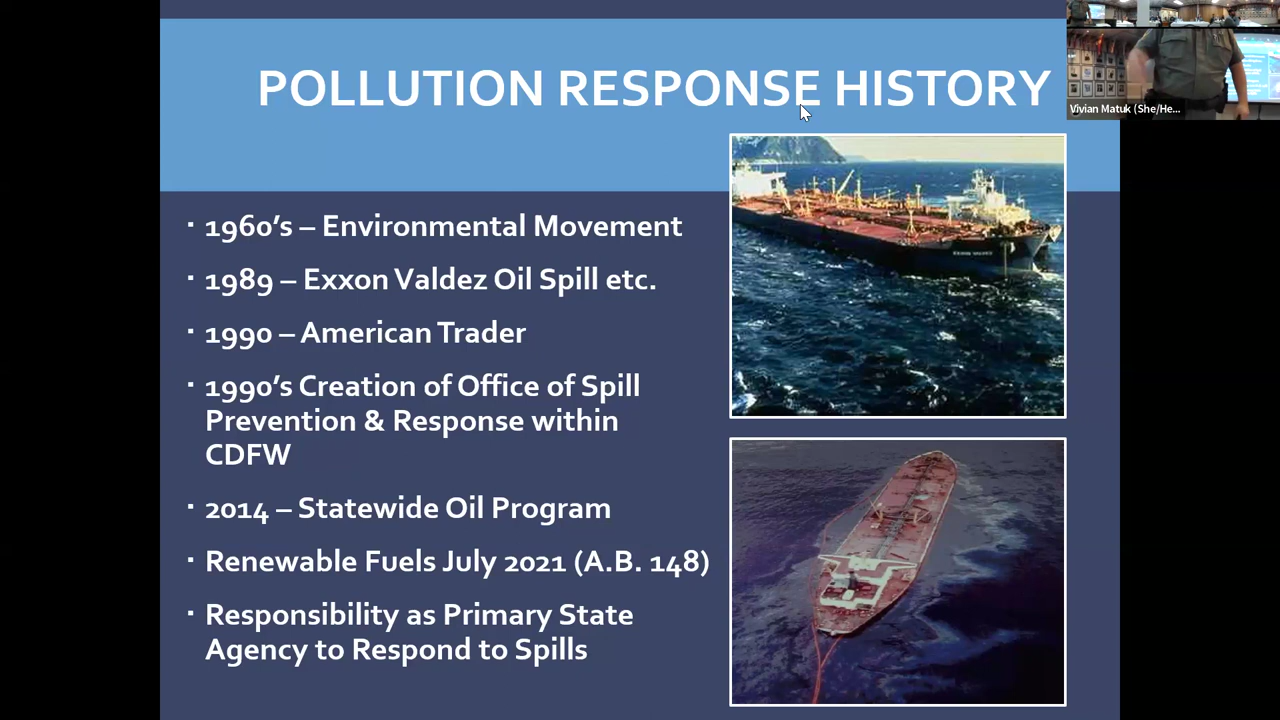 POLLUTION RESPONSE HISTORY
Vivian Matuk (She/He...
▪ 1960's – Environmental Movement
▪ 1989 – Exxon Valdez Oil Spill etc.
▪ 1990 – American Trader
▪ 1990's Creation of Office of Spill
Prevention & Response within
CDFW
▪ 2014 – Statewide Oil Program
▪ Renewable Fuels July 2021 (A.B. 148)
▪ Responsibility as Primary State
Agency to Respond to Spills
EXXON VALDEZ